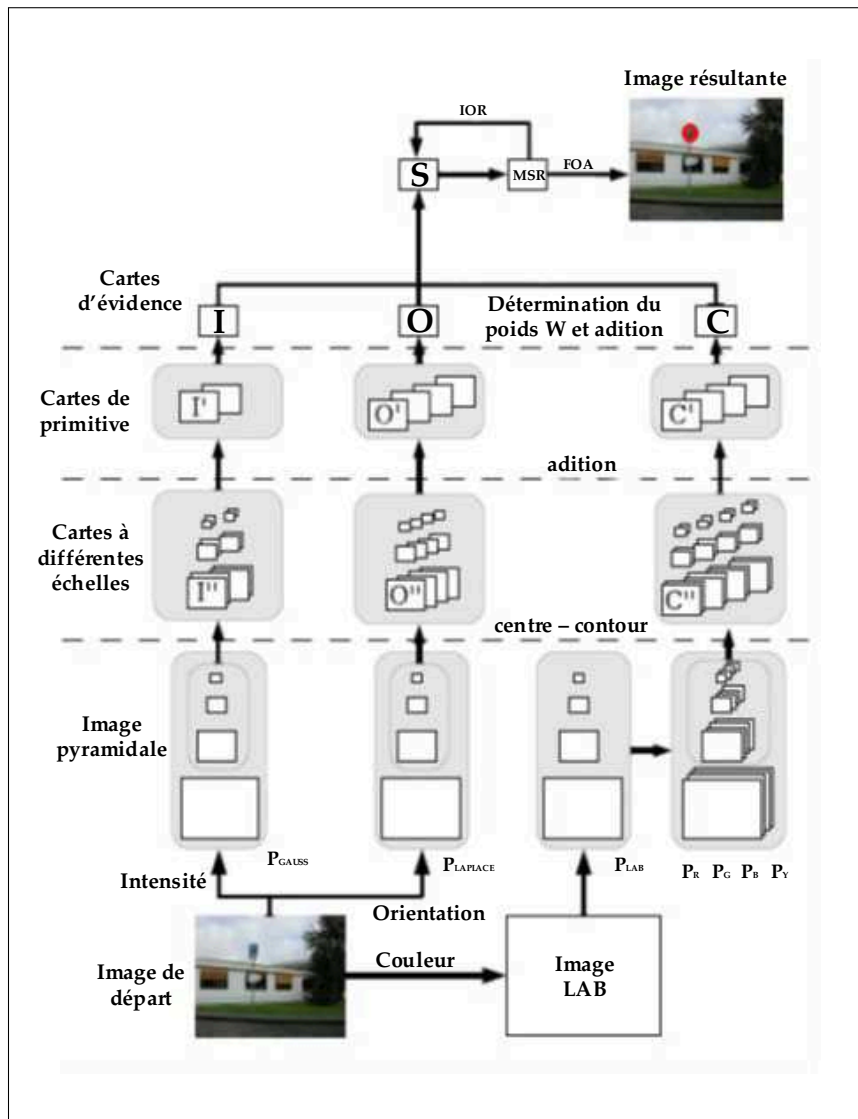 Image résultante
IOR
S
MSR
FOA
Cartes
d'évidence
I
O
Détermination du
poids W et adition
C
Cartes de
primitive
I'
O'
C'
adition
Cartes à
différentes
échelles
I''
O''
C''
centre – contour
Image
pyramidale
PGAUSS
PLAPLACE
PLAB
PR PG PB PY
Intensité
Orientation
Image de
départ
Couleur
Image
LAB